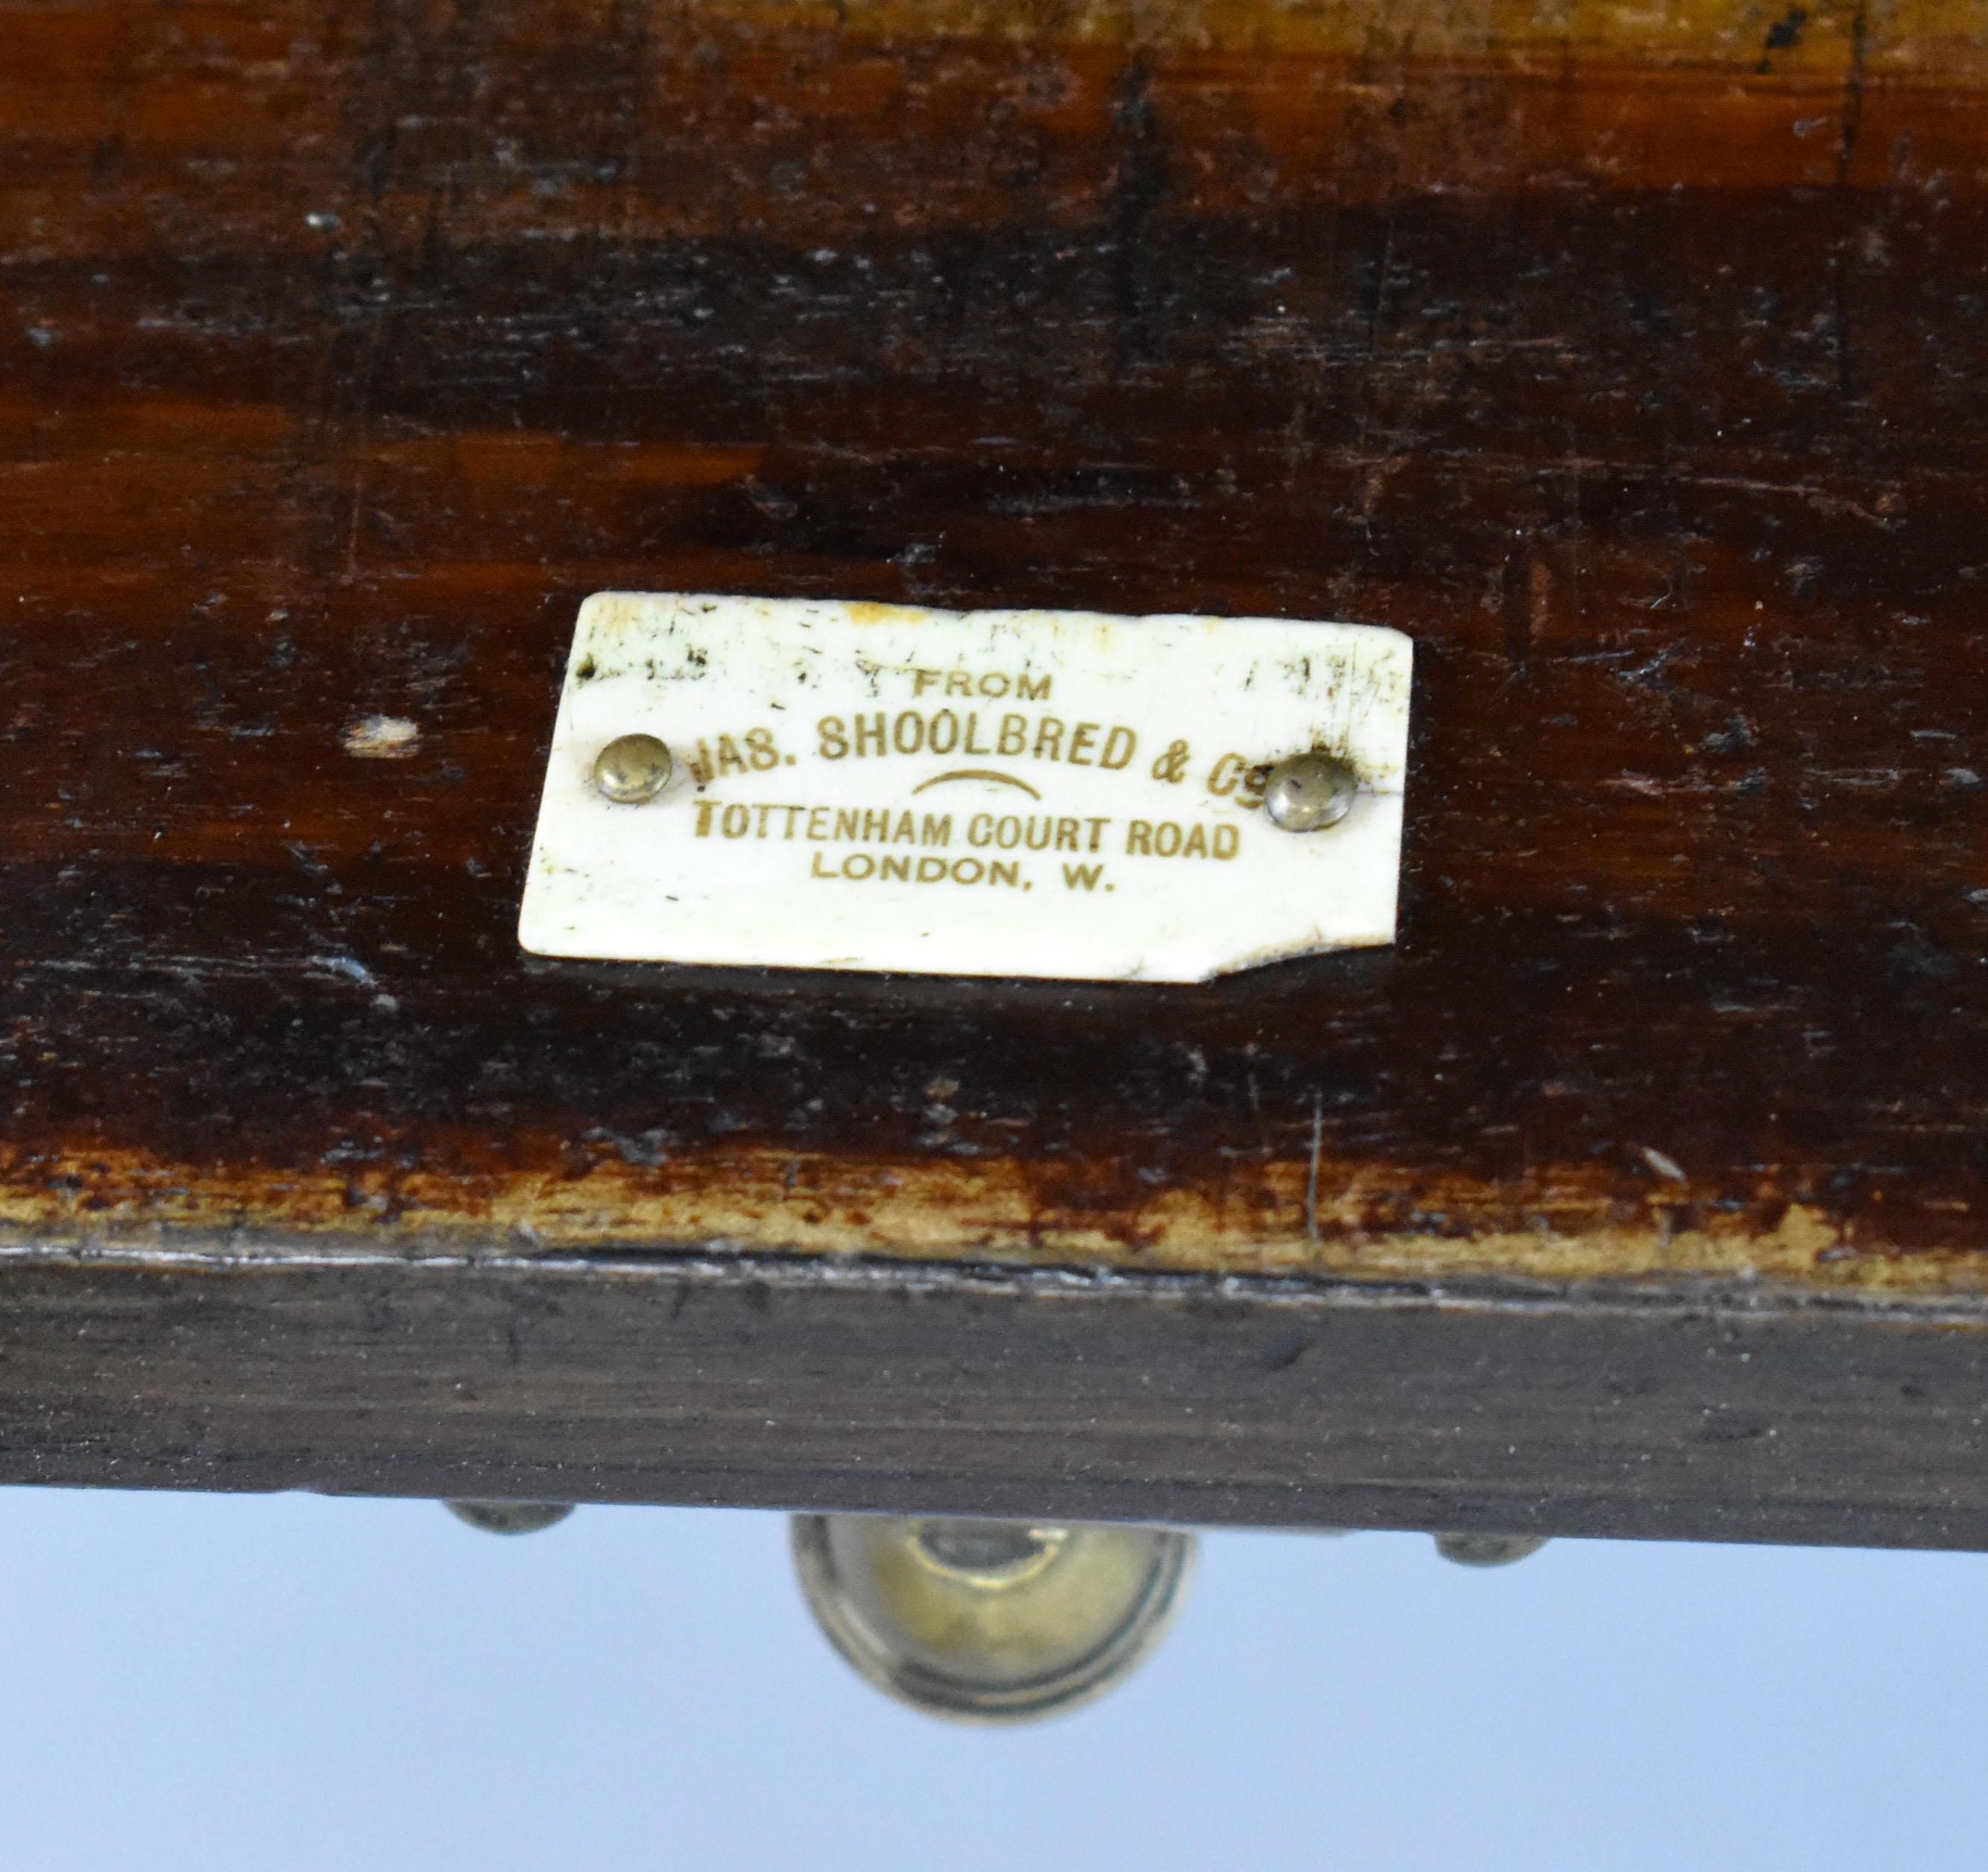 FROM
JAS. SHOOLBRED & Co
TOTTENHAM COURT ROAD
LONDON, W.